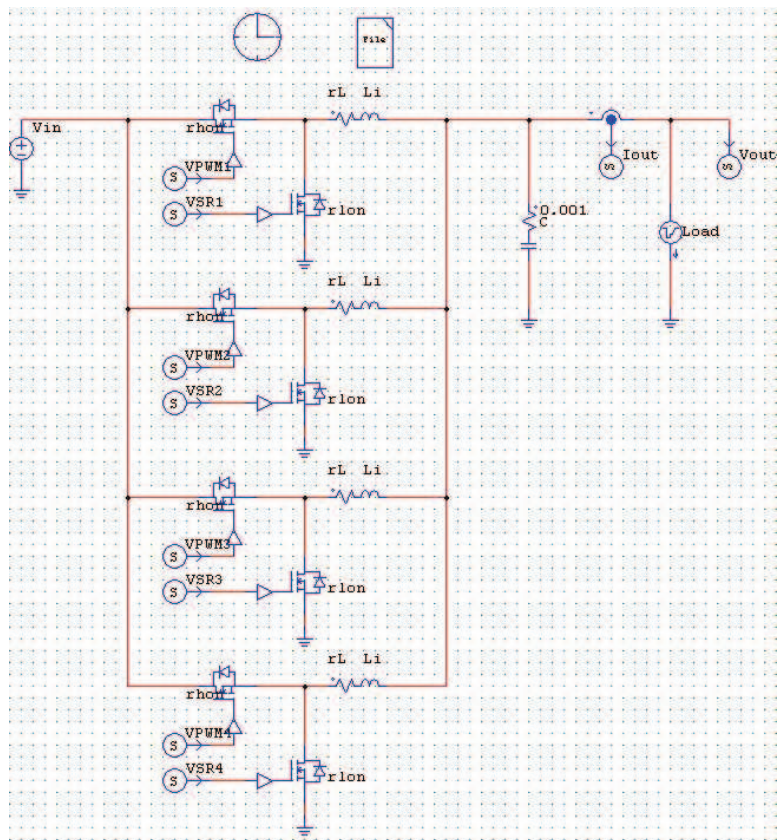 File
rL Li
Vin
rhon
VPWM1
Iout
Vout
S
VSR1
S
rlon
0.001
C
Load
rL Li
rhon
VPWM2
S
VSR2
S
rlon
rL Li
rhon
VPWM3
S
VSR3
S
rlon
rL Li
rhon
VPWM4
S
VSR4
S
rlon